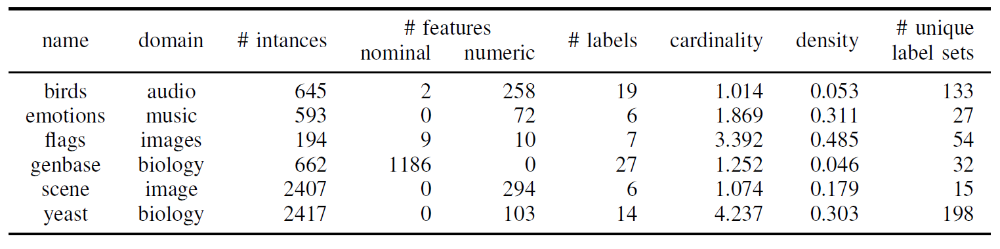 name domain # intances # features nominal numeric # labels cardinality density # unique label sets
birds audio 645 2 258 19 1.014 0.053 133
emotions music 593 0 72 6 1.869 0.311 27
flags images 194 9 10 7 3.392 0.485 54
genbase biology 662 1186 0 27 1.252 0.046 32
scene image 2407 0 294 6 1.074 0.179 15
yeast biology 2417 0 103 14 4.237 0.303 198